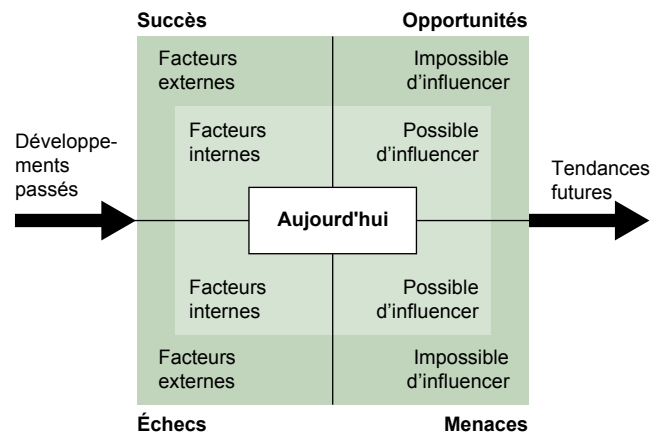 Succès
Opportunités
Facteurs
externes
Impossible
d'influencer
Facteurs
internes
Possible
d'influencer
Développe-
ments
passés
Tendances
futures
Aujourd'hui
Facteurs
internes
Possible
d'influencer
Facteurs
externes
Impossible
d'influencer
Échecs
Menaces